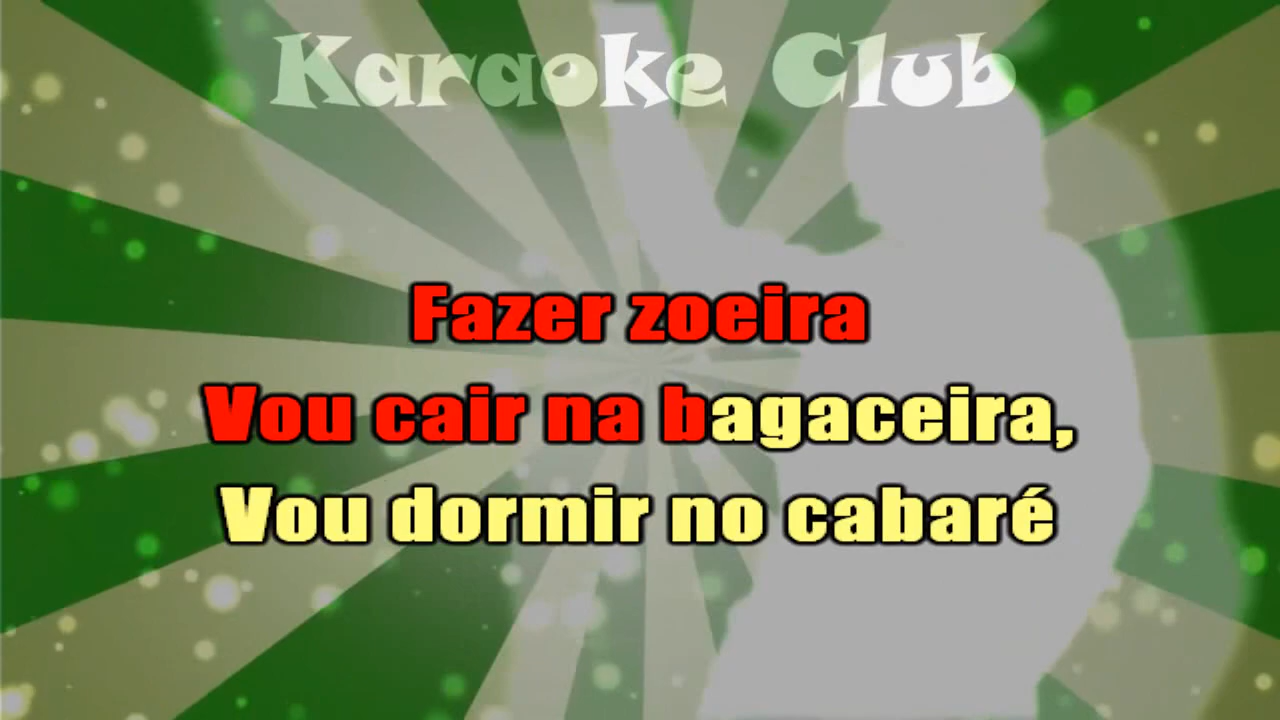 Karaoke Club
Fazer zoeira
Vou cair na bagaceira,
Vou dormir no cabaré